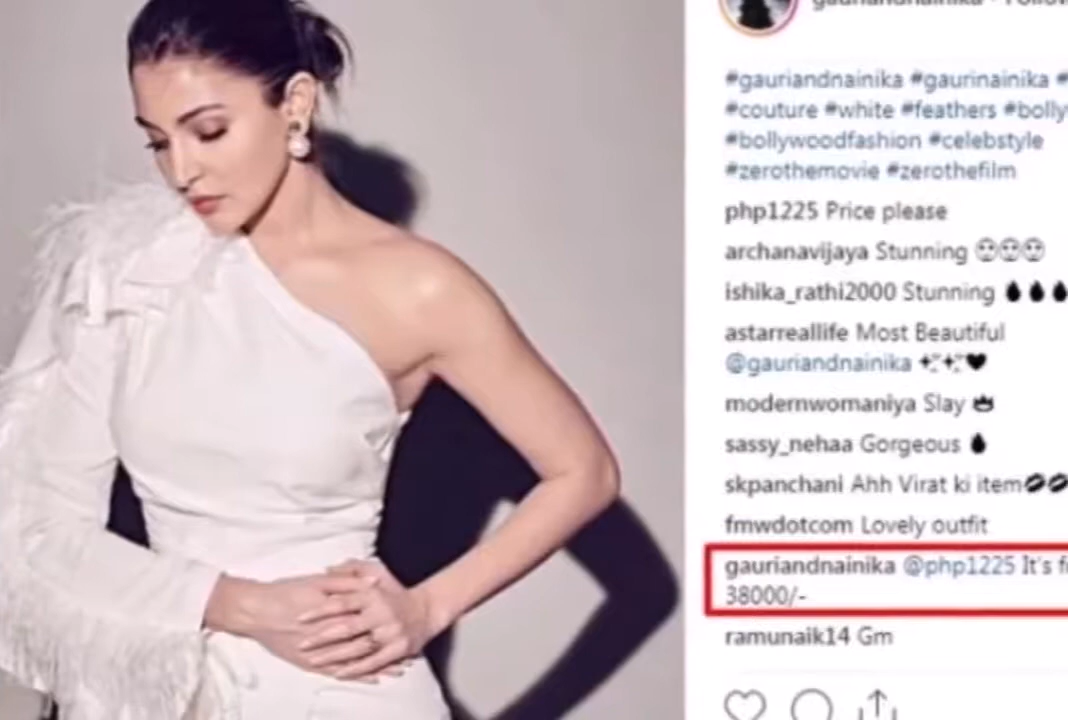 gauriandnainika • Follow
#gauriandnainika #gaurinainika #
#couture #white #feathers #bolly
#bollywoodfashion #celebstyle
#zerothemovie #zerothefilm
php1225 Price please
archanavijaya Stunning 😍😍😍
ishika_rathi2000 Stunning 🔥🔥🔥
astarreallife Most Beautiful
@gauriandnainika ✨✨❤
modernwomaniya Slay 👑
sassy_nehaa Gorgeous 🔥
skpanchani Ahh Virat ki item💋💋
fmwdotcom Lovely outfit
gauriandnainika @php1225 It's f
38000/-
ramunaik14 Gm